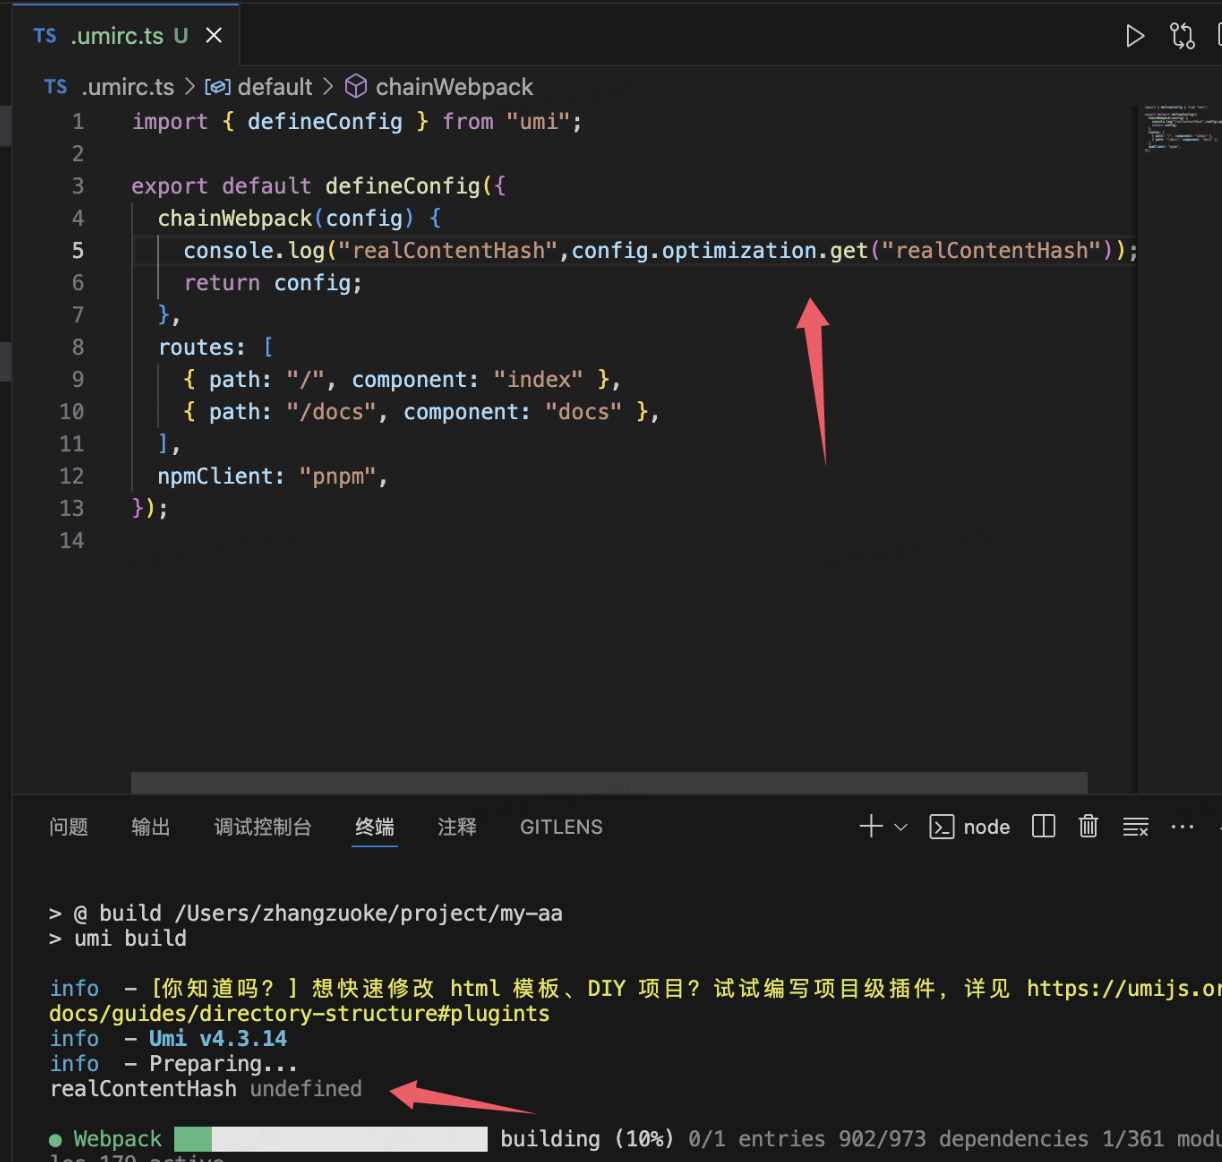 TS .umirc.ts U
TS .umirc.ts > default > chainWebpack
1 import { defineConfig } from "umi";
2
3 export default defineConfig({
4 chainWebpack(config) {
5 console.log("realContentHash",config.optimization.get("realContentHash"));
6 return config;
7 },
8 routes: [
9 { path: "/", component: "index" },
10 { path: "/docs", component: "docs" },
11 ],
12 npmClient: "pnpm",
13 });
14
问题 输出 调试控制台 终端 注释 GITLENS node
> @ build /Users/zhangzuoke/project/my-aa
> umi build
info - [你知道吗？] 想快速修改 html 模板、DIY 项目？试试编写项目级插件，详见 https://umijs.or
docs/guides/directory-structure#plugints
info - Umi v4.3.14
info - Preparing...
realContentHash undefined
● Webpack building (10%) 0/1 entries 902/973 dependencies 1/361 modu
les 179 active